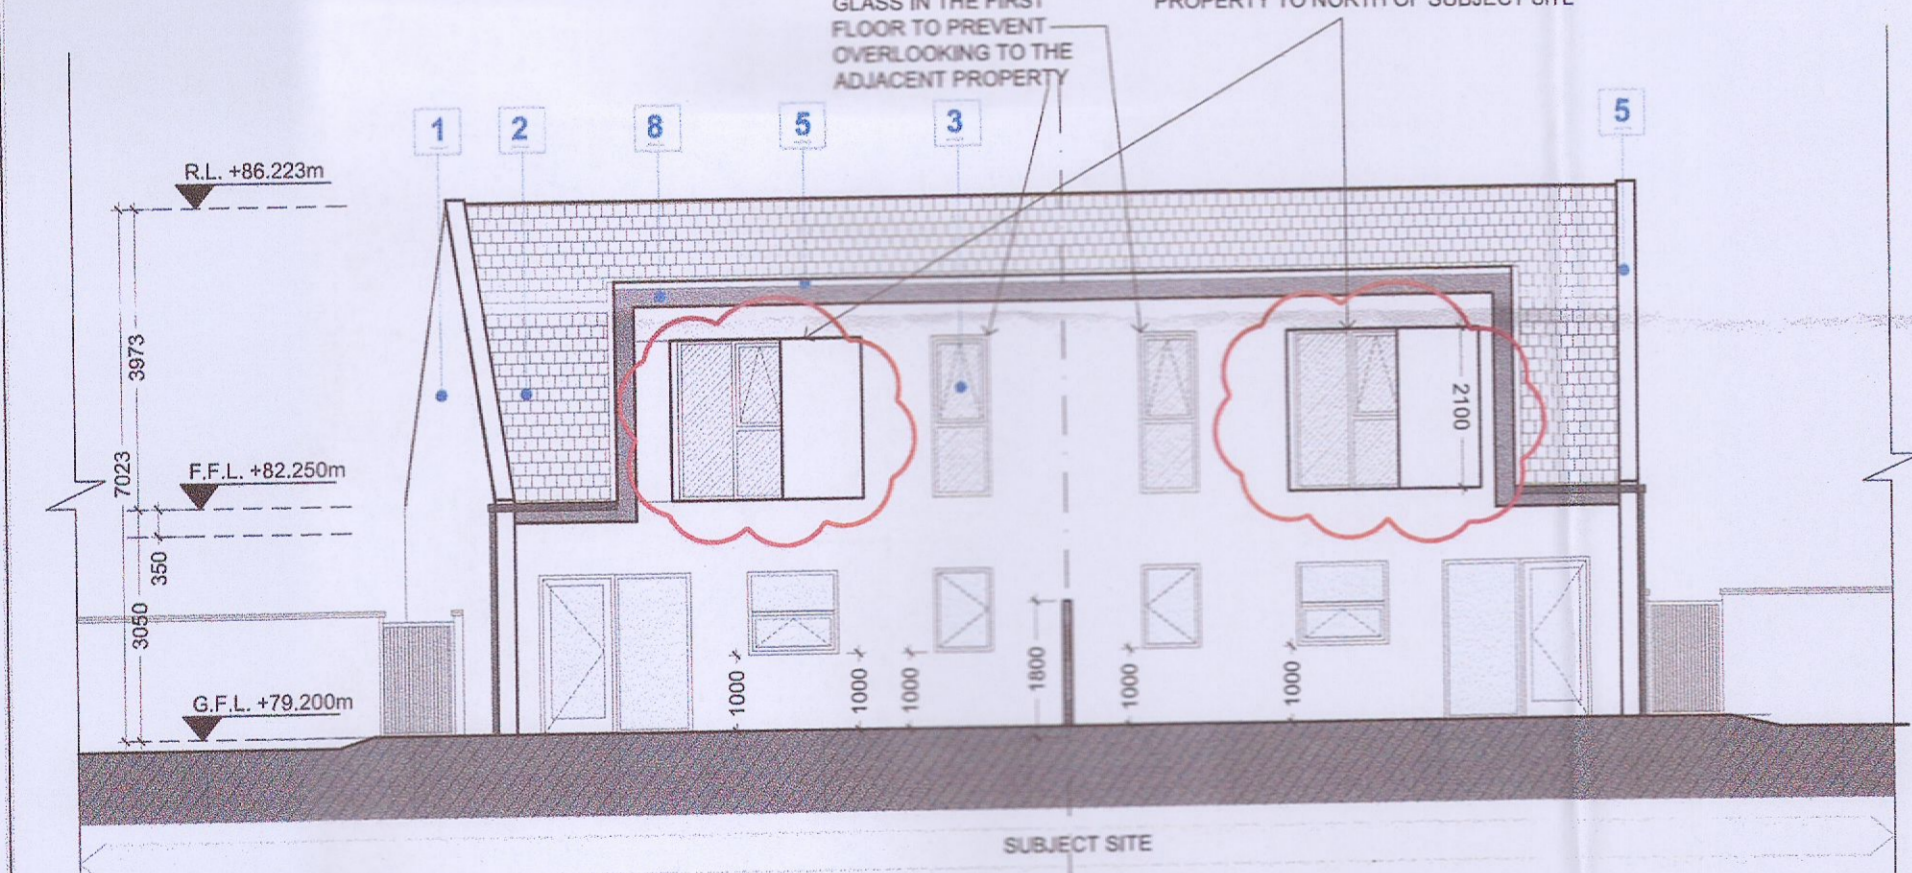 GLASS IN THE FIRST
FLOOR TO PREVENT
OVERLOOKING TO THE
ADJACENT PROPERTY
PROPERTY TO NORTH OF SUBJECT SITE
1
2
8
5
3
5
R.L. +86.223m
3973
7023
F.F.L. +82.250m
350
3050
G.F.L. +79.200m
2100
1000
1000
1000
1800
1000
1000
SUBJECT SITE